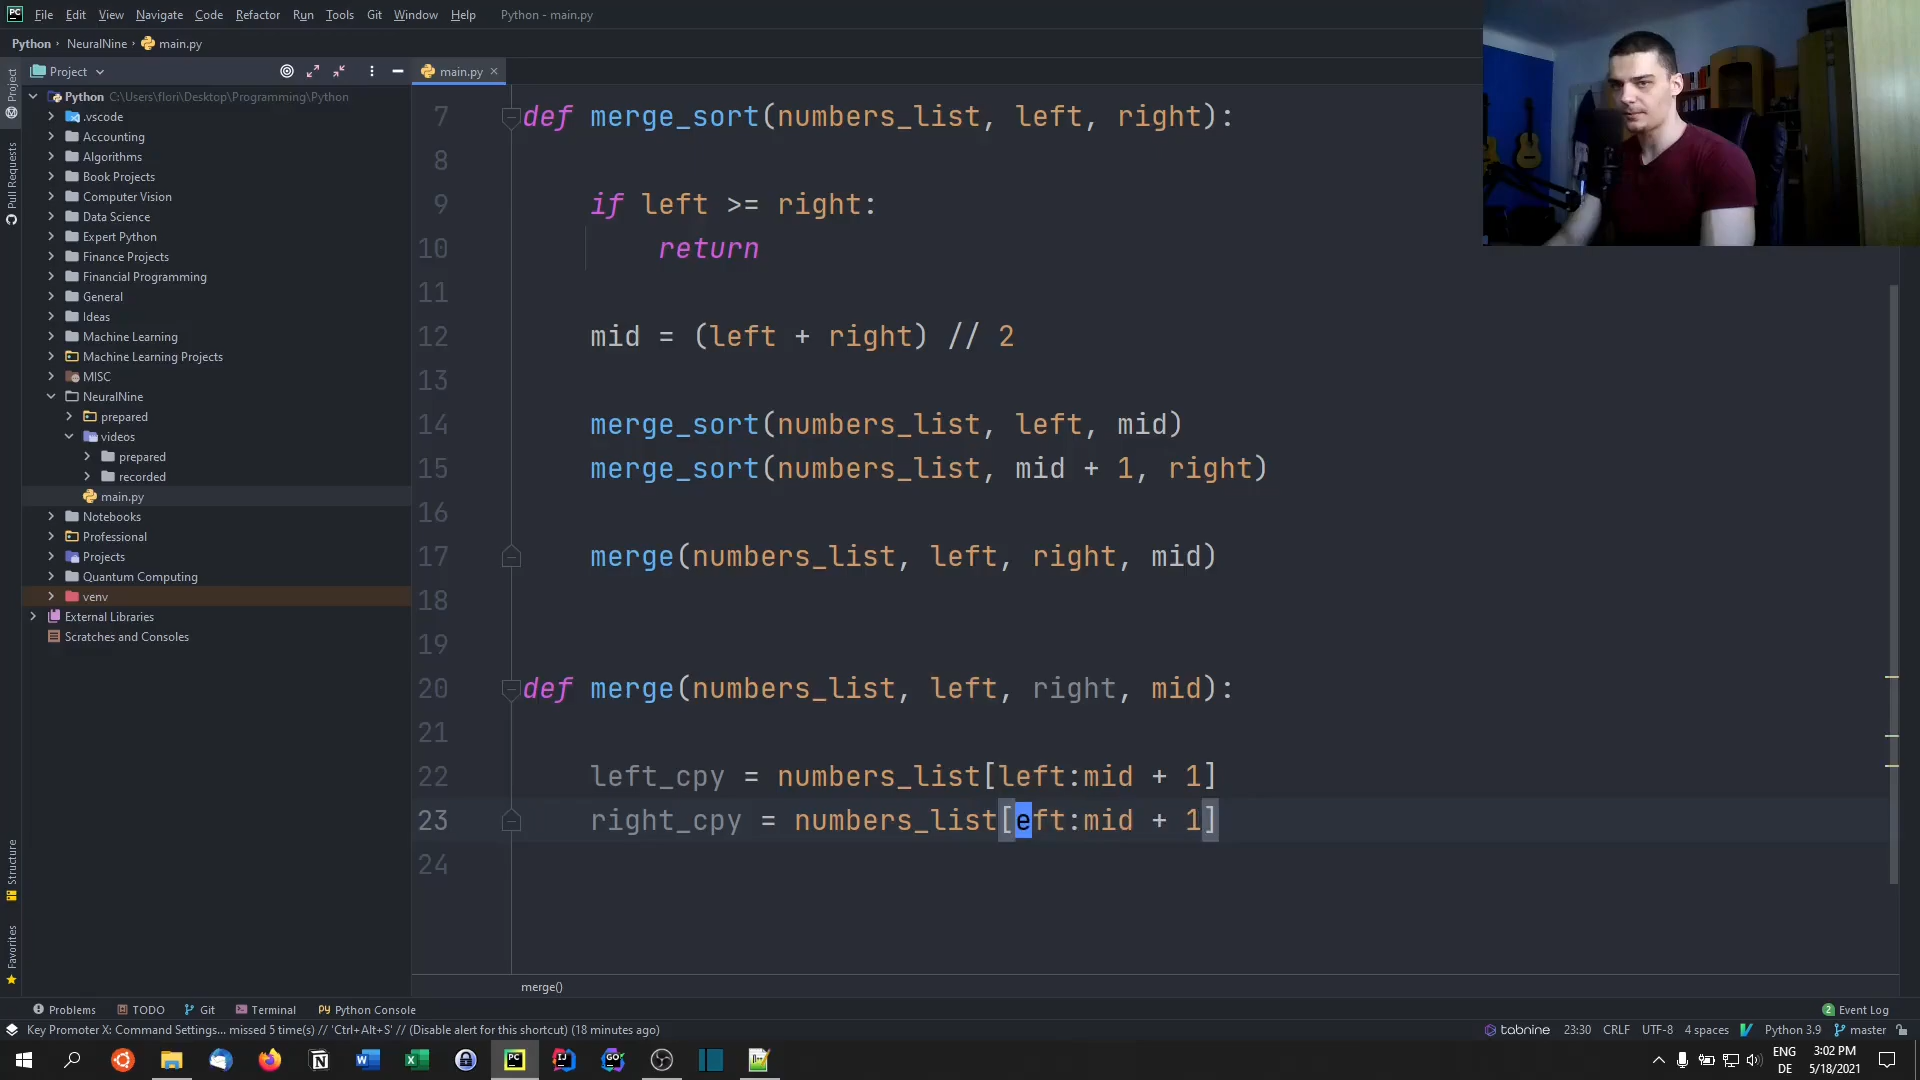 File Edit View Navigate Code Refactor Run Tools Git Window Help Python - main.py
Python NeuralNine main.py
Project
main.py
Python C:\Users\flori\Desktop\Programming\Python
.vscode
Accounting
Algorithms
Book Projects
Computer Vision
Data Science
Expert Python
Finance Projects
Financial Programming
General
Ideas
Machine Learning
Machine Learning Projects
MISC
NeuralNine
prepared
videos
prepared
recorded
main.py
Notebooks
Professional
Projects
Quantum Computing
venv
External Libraries
Scratches and Consoles
Project
Pull Requests
Structure
Favorites
7 def merge_sort(numbers_list, left, right):
8
9 if left >= right:
10 return
11
12 mid = (left + right) // 2
13
14 merge_sort(numbers_list, left, mid)
15 merge_sort(numbers_list, mid + 1, right)
16
17 merge(numbers_list, left, right, mid)
18
19
20 def merge(numbers_list, left, right, mid):
21
22 left_cpy = numbers_list[left:mid + 1]
23 right_cpy = numbers_list[eft:mid + 1]
24
merge()
Problems TODO Git Terminal Python Console Event Log
Key Promoter X: Command Settings... missed 5 time(s) // 'Ctrl+Alt+S' // (Disable alert for this shortcut) (18 minutes ago) tabnine 23:30 CRLF UTF-8 4 spaces Python 3.9 master
ENG 3:02 PM
DE 5/18/2021